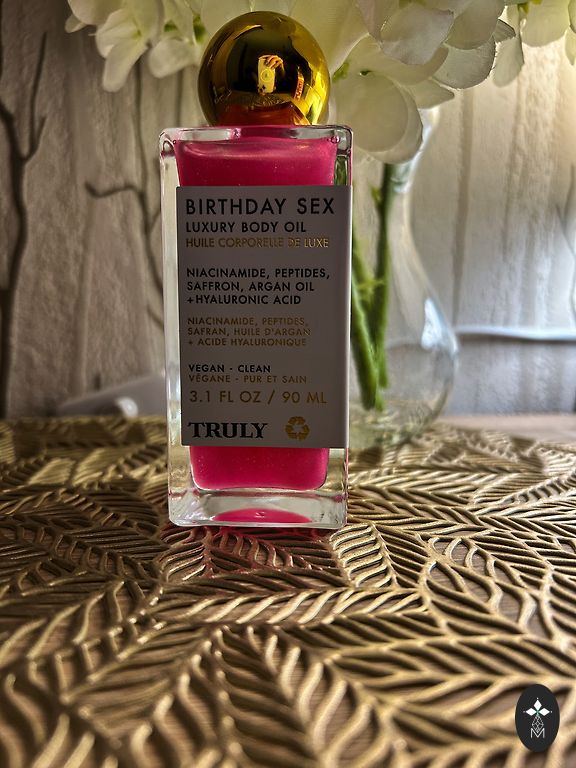 BIRTHDAY SEX
LUXURY BODY OIL
HUILE CORPORELLE DE LUXE
NIACINAMIDE, PEPTIDES,
SAFFRON, ARGAN OIL
+HYALURONIC ACID
NIACINAMIDE, PEPTIDES,
SAFRAN, HUILE D'ARGAN
+ ACIDE HYALURONIQUE
VEGAN - CLEAN
VÉGANE - PUR ET SAIN
3.1 FL OZ / 90 ML
TRULY
M